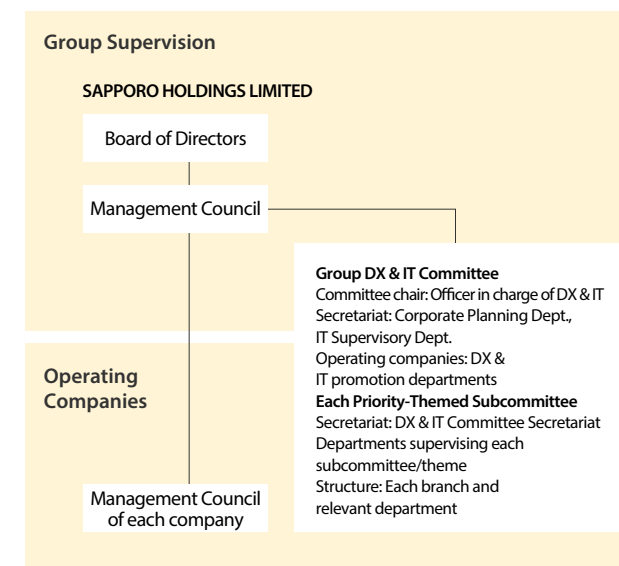 Group Supervision
SAPPORO HOLDINGS LIMITED
Board of Directors
Management Council
Group DX & IT Committee
Committee chair: Officer in charge of DX & IT
Secretariat: Corporate Planning Dept.,
IT Supervisory Dept.
Operating companies: DX &
IT promotion departments
Each Priority-Themed Subcommittee
Secretariat: DX & IT Committee Secretariat
Departments supervising each
subcommittee/theme
Structure: Each branch and
relevant department
Operating
Companies
Management Council
of each company